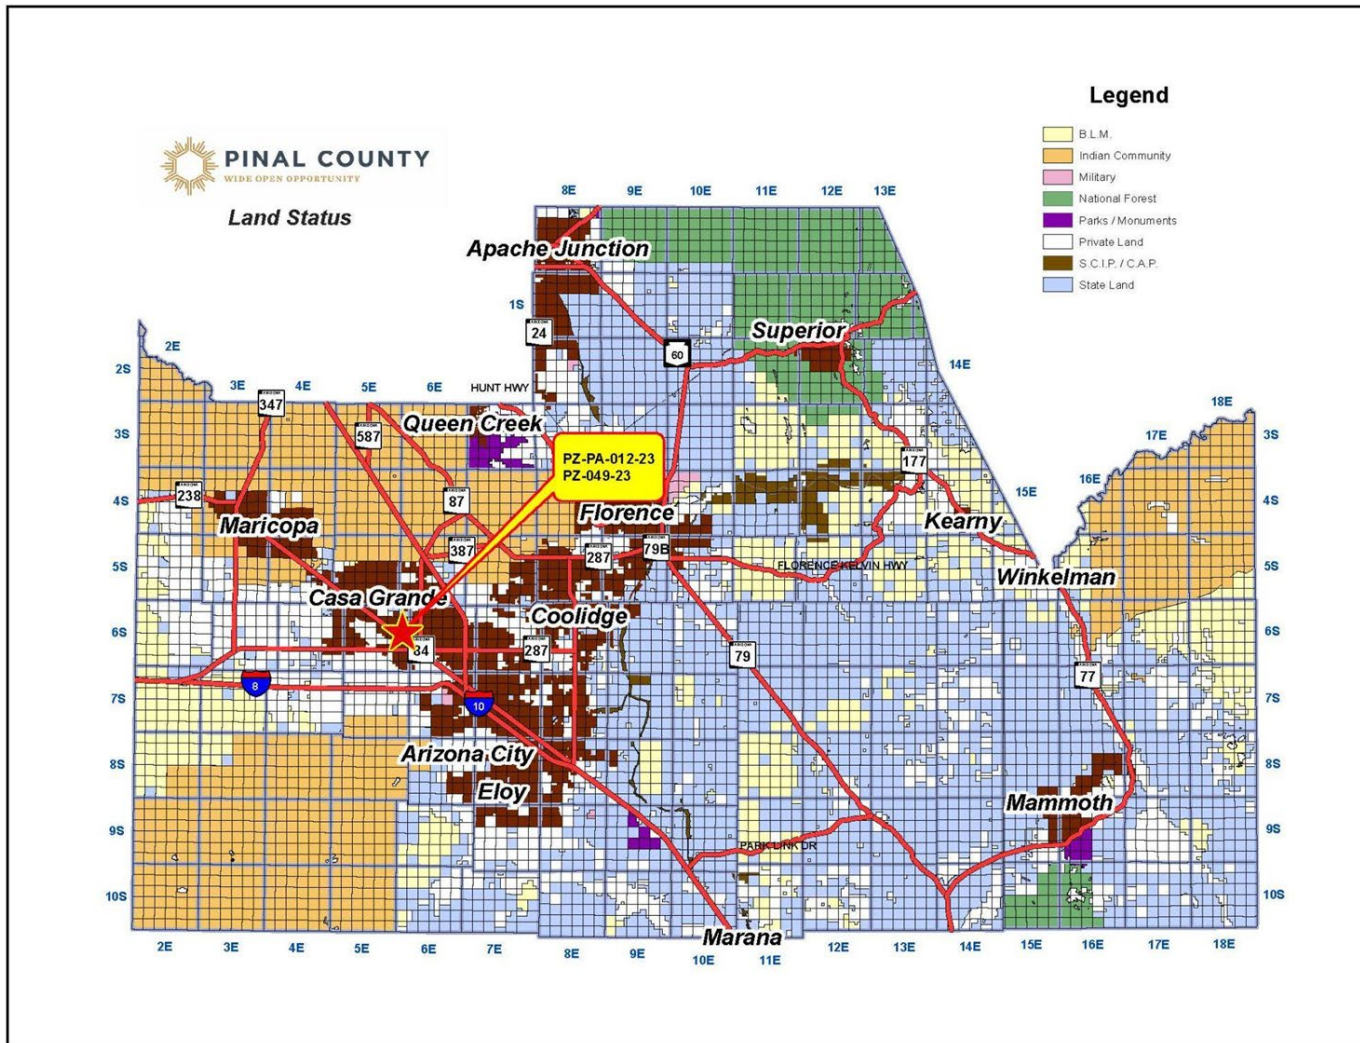 Legend
B.L.M.
Indian Community
Military
National Forest
Parks / Monuments
Private Land
S.C.I.P. / C.A.P.
State Land
PINAL COUNTY
WIDE OPEN OPPORTUNITY
Land Status
8E 9E 10E 11E 12E 13E
Apache Junction
1S
24
Superior
60
2E
2S
14E
3E 4E 5E 6E
HUNT HWY
347
18E
587
Queen Creek
3S
17E
3S
PZ-PA-012-23
PZ-049-23
177
16E
238
87
4S
15E
4S
Maricopa
Florence
Kearny
387
287
79B
5S
FLORENCE KELVIN HWY
5S
Winkelman
Casa Grande
Coolidge
6S
84
287
79
6S
77
8
7S
10
7S
Arizona City
8S
8S
Eloy
Mammoth
9S
PARK LINK DR
9S
10S
10S
Marana
2E 3E 4E 5E 6E 7E 8E 9E 10E 11E 12E 13E 14E 15E 16E 17E 18E